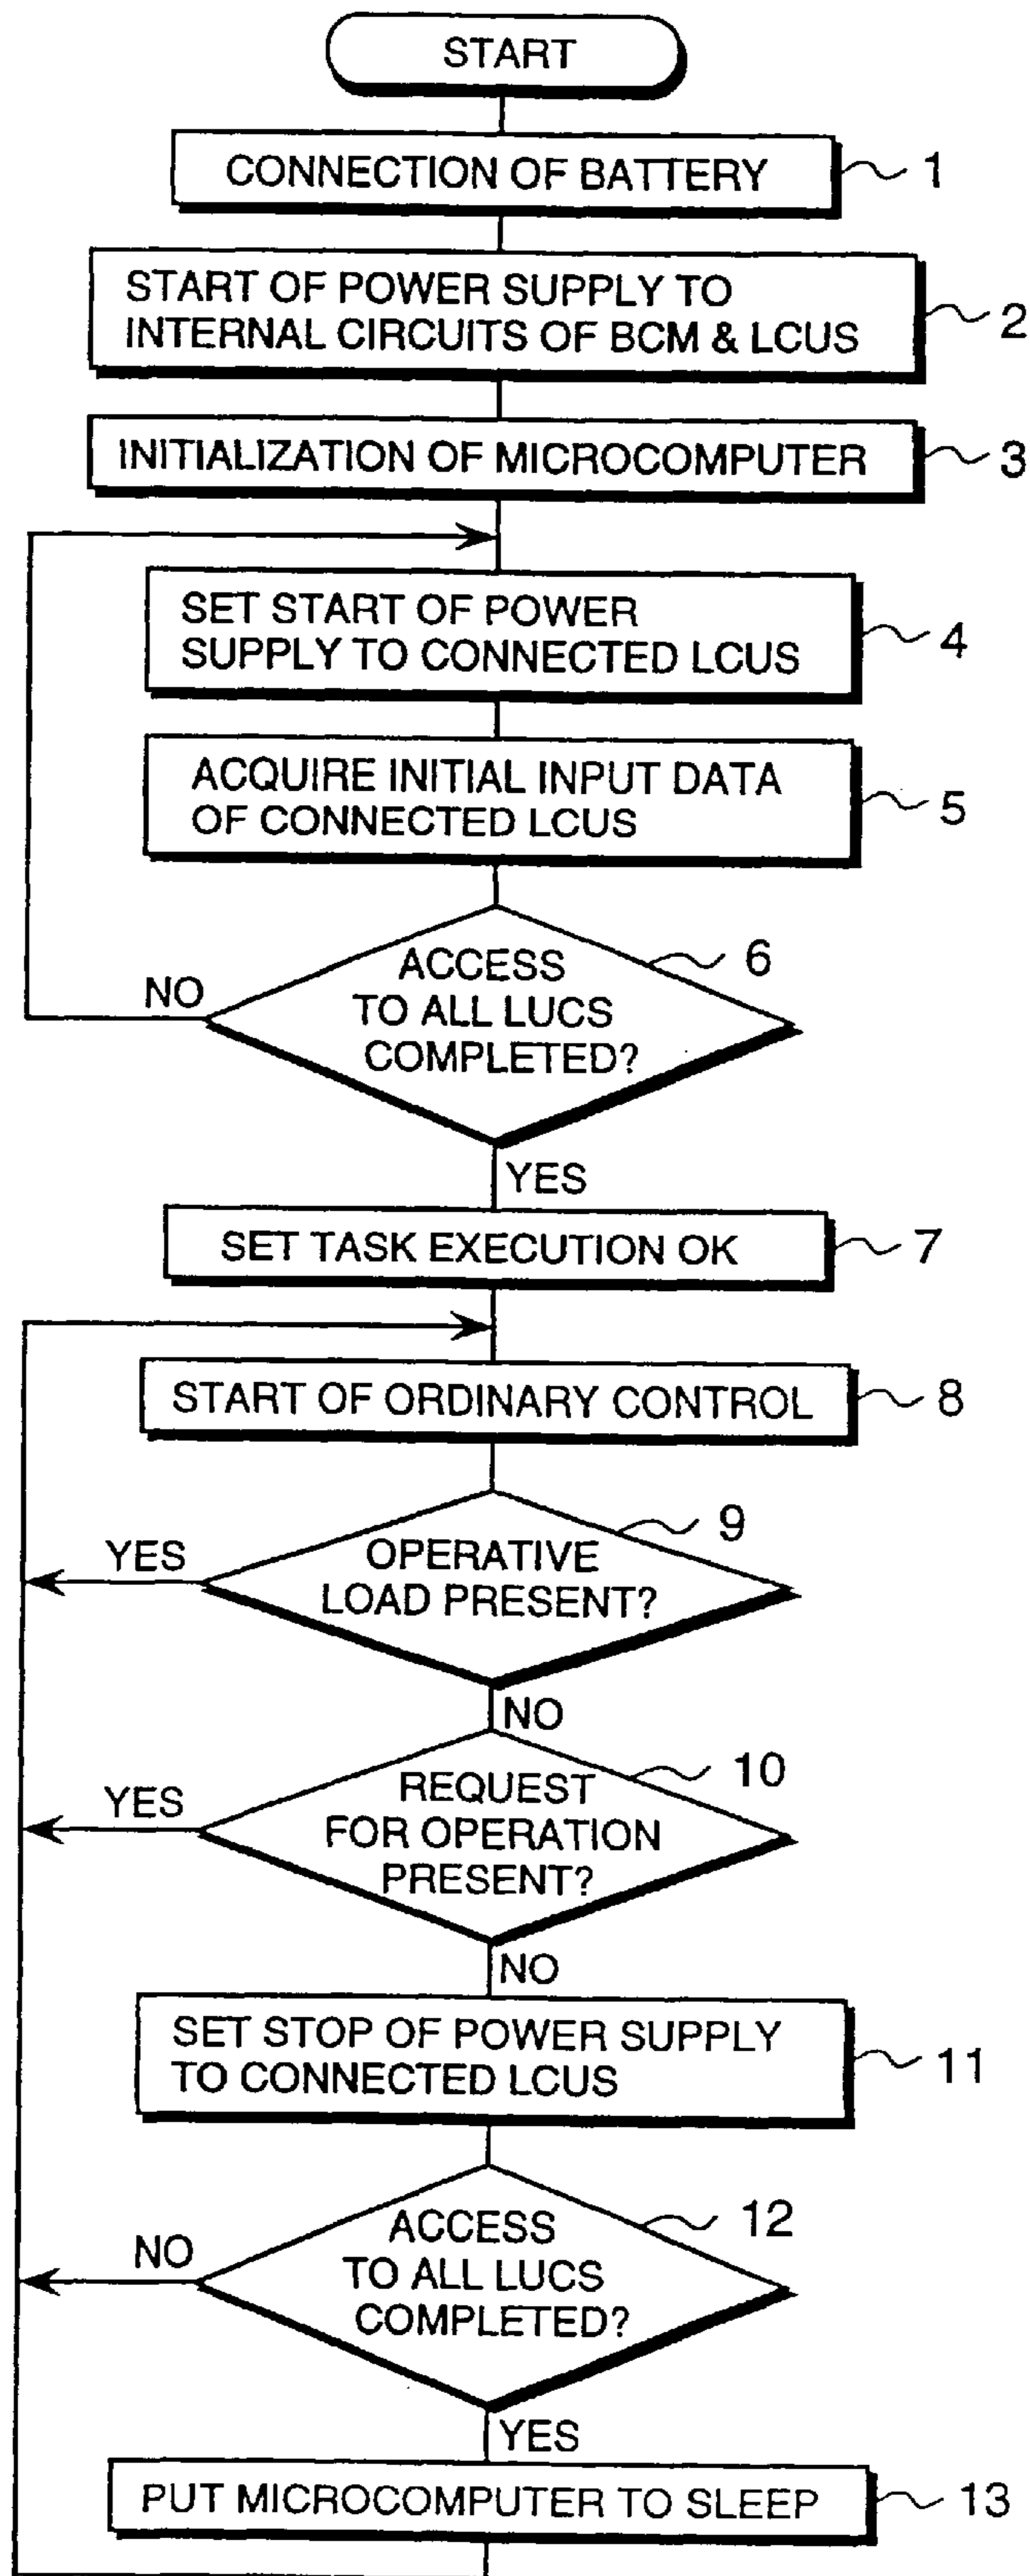 START
CONNECTION OF BATTERY
1
START OF POWER SUPPLY TO
INTERNAL CIRCUITS OF BCM & LCUS
2
INITIALIZATION OF MICROCOMPUTER
3
SET START OF POWER
SUPPLY TO CONNECTED LCUS
4
ACQUIRE INITIAL INPUT DATA
OF CONNECTED LCUS
5
ACCESS
TO ALL LUCS
COMPLETED?
6
NO
YES
SET TASK EXECUTION OK
7
START OF ORDINARY CONTROL
8
OPERATIVE
LOAD PRESENT?
9
YES
NO
REQUEST
FOR OPERATION
PRESENT?
10
YES
NO
SET STOP OF POWER SUPPLY
TO CONNECTED LCUS
11
ACCESS
TO ALL LUCS
COMPLETED?
12
NO
YES
PUT MICROCOMPUTER TO SLEEP
13